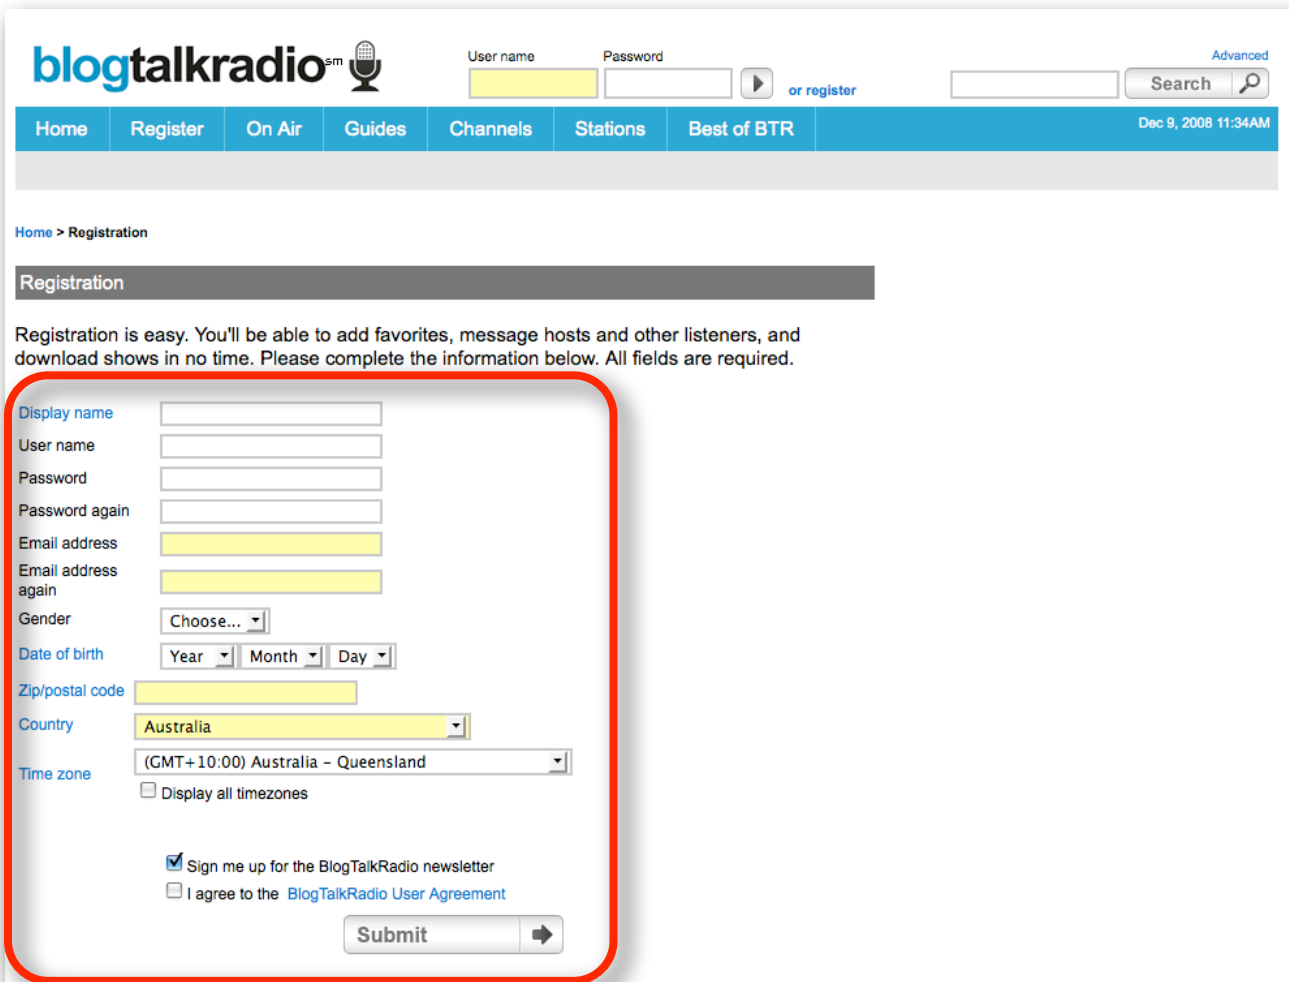 blogtalkradio℠
User name Password Advanced
or register Search
Home Register On Air Guides Channels Stations Best of BTR Dec 9, 2008 11:34AM
Home > Registration
Registration
Registration is easy. You'll be able to add favorites, message hosts and other listeners, and
download shows in no time. Please complete the information below. All fields are required.
Display name
User name
Password
Password again
Email address
Email address
again
Gender Choose...
Date of birth Year Month Day
Zip/postal code
Country Australia
Time zone (GMT+10:00) Australia – Queensland
Display all timezones
Sign me up for the BlogTalkRadio newsletter
I agree to the BlogTalkRadio User Agreement
Submit